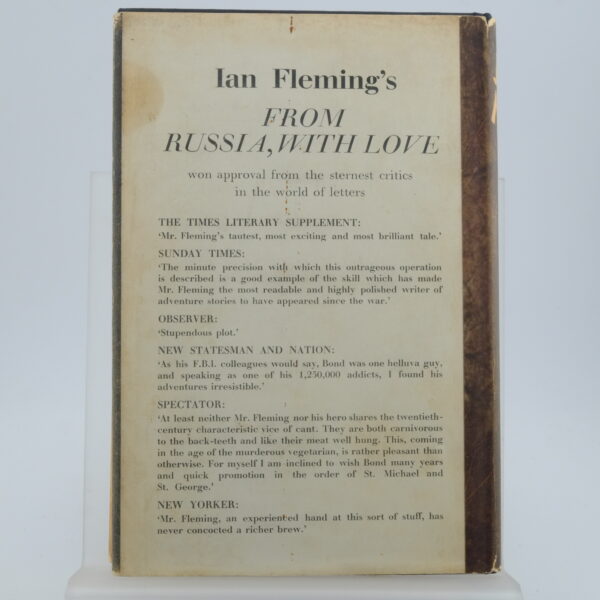 Ian Fleming's
FROM
RUSSIA, WITH LOVE
won approval from the sternest critics
in the world of letters
THE TIMES LITERARY SUPPLEMENT:
'Mr. Fleming's tautest, most exciting and most brilliant tale.'
SUNDAY TIMES:
'The minute precision with which this outrageous operation
is described is a good example of the skill which has made
Mr. Fleming the most readable and highly polished writer of
adventure stories to have appeared since the war.'
OBSERVER:
'Stupendous plot.'
NEW STATESMAN AND NATION:
'As his F.B.I. colleagues would say, Bond was one helluva guy,
and speaking as one of his 1,250,000 addicts, I found his
adventures irresistible.'
SPECTATOR:
'At least neither Mr. Fleming nor his hero shares the twentieth-
century characteristic vice of cant. They are both carnivorous
to the back-teeth and like their meat well hung. This, coming
in the age of the murderous vegetarian, is rather pleasant than
otherwise. For myself I am inclined to wish Bond many years
and quick promotion in the order of St. Michael and
St. George.'
NEW YORKER:
'Mr. Fleming, an experienced hand at this sort of stuff, has
never concocted a richer brew.'